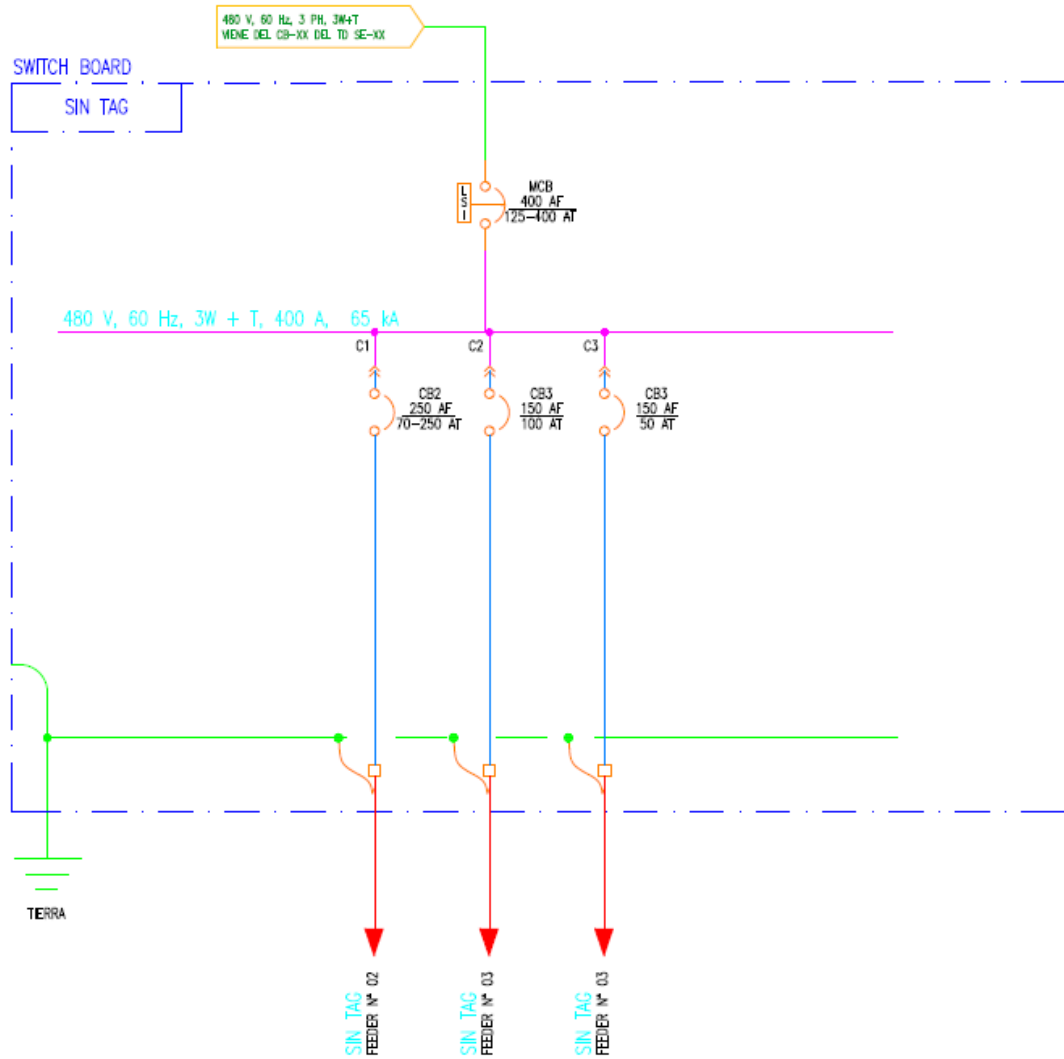 480 V, 60 Hz, 3 PH, 3W+T
VIENE DEL CB-XX DEL TD SE-XX
SWITCH BOARD
SIN TAG
L
S
I
MCB
400 AF
125-400 AT
480 V, 60 Hz, 3W + T, 400 A, 65 kA
C1
C2
C3
CB2
250 AF
70-250 AT
CB3
150 AF
100 AT
CB3
150 AF
50 AT
TIERRA
SIN TAG
FEEDER N° 02
SIN TAG
FEEDER N° 03
SIN TAG
FEEDER N° 03